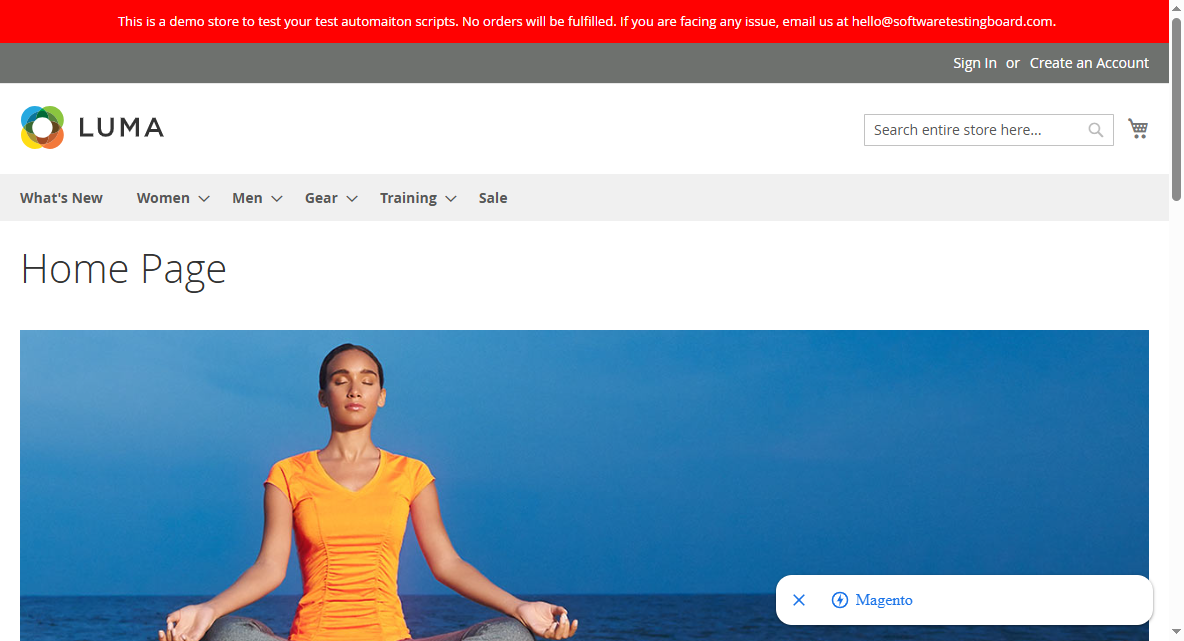 This is a demo store to test your test automaiton scripts. No orders will be fulfilled. If you are facing any issue, email us at hello@softwaretestingboard.com.
Sign In or Create an Account
LUMA
Search entire store here...
What's New Women Men Gear Training Sale
Home Page
Magento